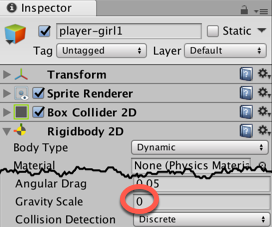 Inspector
player-girl1 Static
Tag Untagged Layer Default
Transform
Sprite Renderer
Box Collider 2D
Rigidbody 2D
Body Type Dynamic
Material None (Physics Materia
Angular Drag 0.05
Gravity Scale 0
Collision Detection Discrete